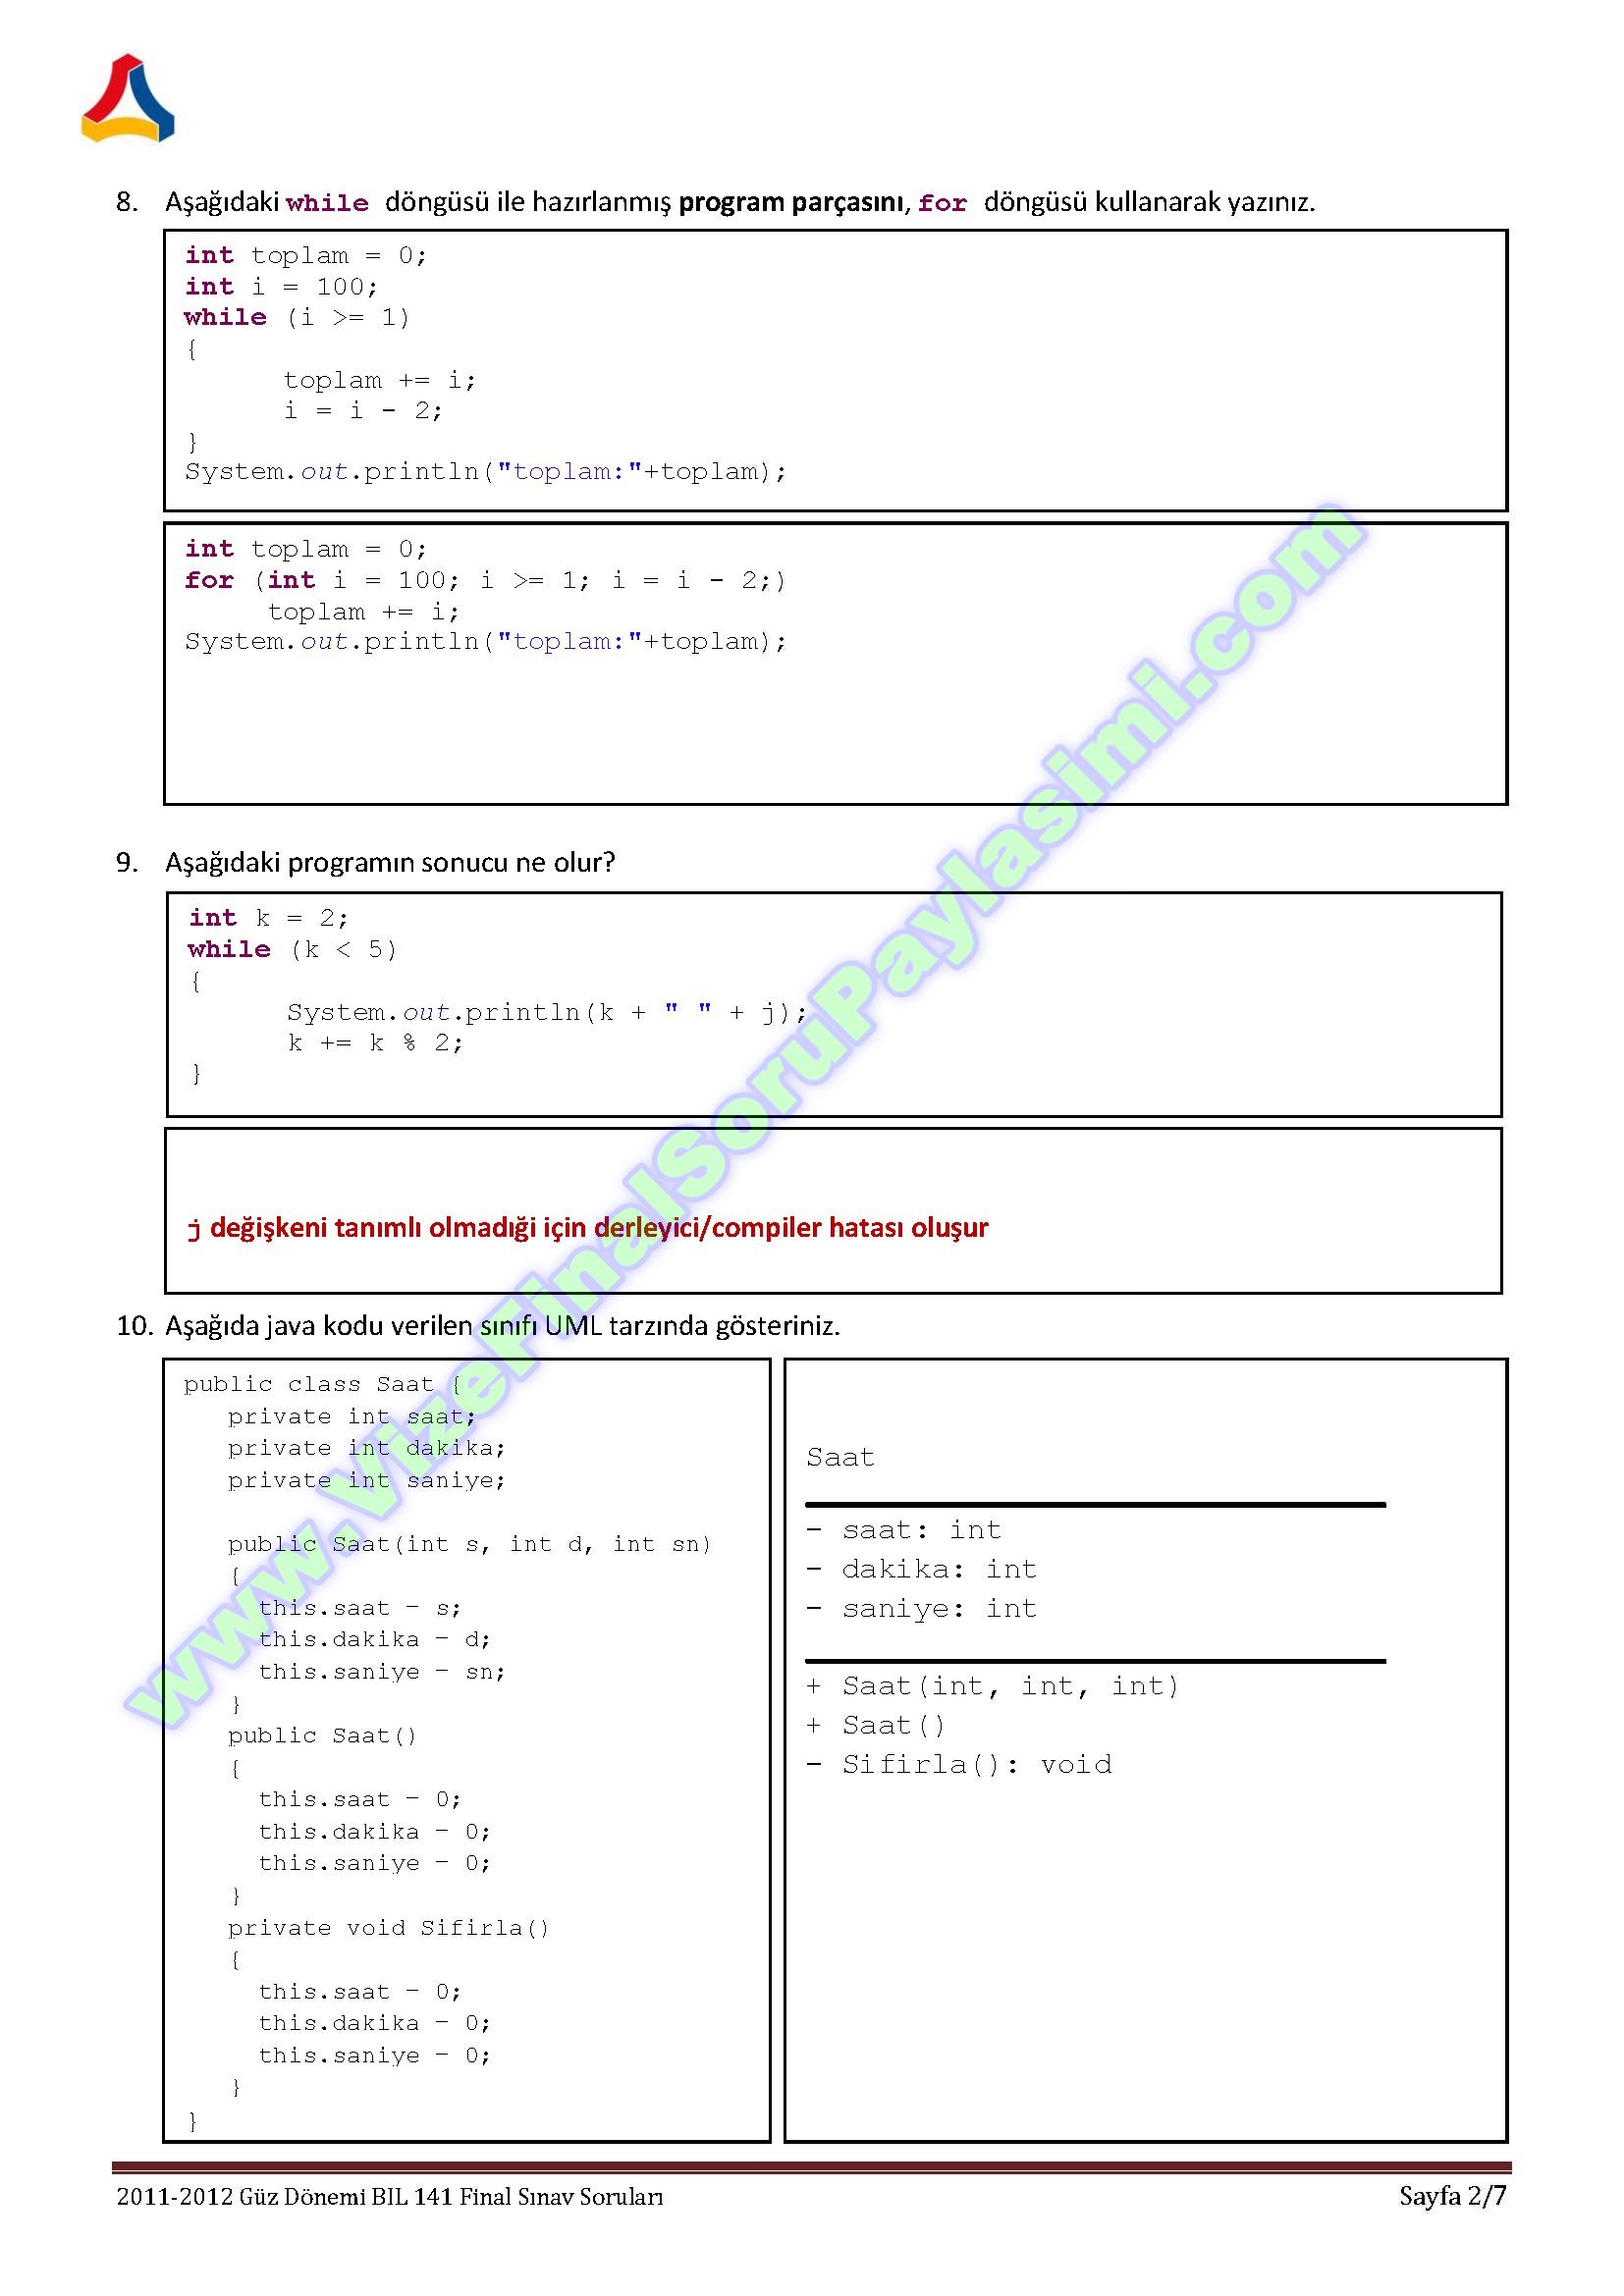 8. Aşağıdaki while döngüsü ile hazırlanmış program parçasını, for döngüsü kullanarak yazınız.
int toplam = 0;
int i = 100;
while (i >= 1)
{
toplam += i;
i = i - 2;
}
System.out.println("toplam:"+toplam);
int toplam = 0;
for (int i = 100; i >= 1; i = i - 2;)
toplam += i;
System.out.println("toplam:"+toplam);
9. Aşağıdaki programın sonucu ne olur?
int k = 2;
while (k < 5)
{
System.out.println(k + " " + j);
k += k % 2;
}
j değişkeni tanımlı olmadıği için derleyici/compiler hatası oluşur
10. Aşağıda java kodu verilen sınıfı UML tarzında gösteriniz.
public class Saat {
private int saat;
private int dakika;
private int saniye;
public Saat(int s, int d, int sn)
{
this.saat = s;
this.dakika = d;
this.saniye = sn;
}
public Saat()
{
this.saat = 0;
this.dakika = 0;
this.saniye = 0;
}
private void Sifirla()
{
this.saat = 0;
this.dakika = 0;
this.saniye = 0;
}
}
Saat
- saat: int
- dakika: int
- saniye: int
+ Saat(int, int, int)
+ Saat()
- Sifirla(): void
www.VizeFinalSoruPaylasimi.com
2011-2012 Güz Dönemi BIL 141 Final Sınav Soruları
Sayfa 2/7